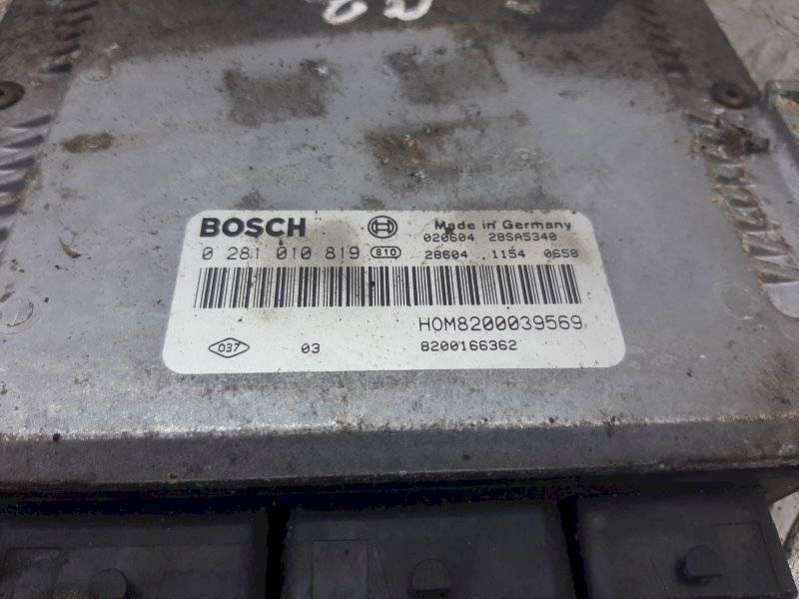 BOSCH Made in Germany
020604 28SA5340
0 281 010 819 810 28604 1154 0658
HOM8200039569
037 03 8200166362